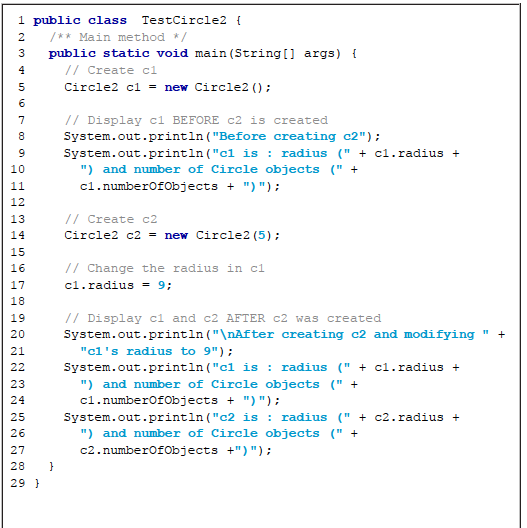 1 public class  TestCircle2 {
2   /** Main method */
3   public static void main(String[] args) {
4     // Create c1
5     Circle2 c1 = new Circle2();
6
7     // Display c1 BEFORE c2 is created
8     System.out.println("Before creating c2");
9     System.out.println("c1 is : radius (" + c1.radius +
10       ") and number of Circle objects (" +
11       c1.numberOfObjects + ")");
12
13     // Create c2
14     Circle2 c2 = new Circle2(5);
15
16     // Change the radius in c1
17     c1.radius = 9;
18
19     // Display c1 and c2 AFTER c2 was created
20     System.out.println("\nAfter creating c2 and modifying " +
21       "c1's radius to 9");
22     System.out.println("c1 is : radius (" + c1.radius +
23       ") and number of Circle objects (" +
24       c1.numberOfObjects + ")");
25     System.out.println("c2 is : radius (" + c2.radius +
26       ") and number of Circle objects (" +
27       c2.numberOfObjects +")");
28   }
29 }